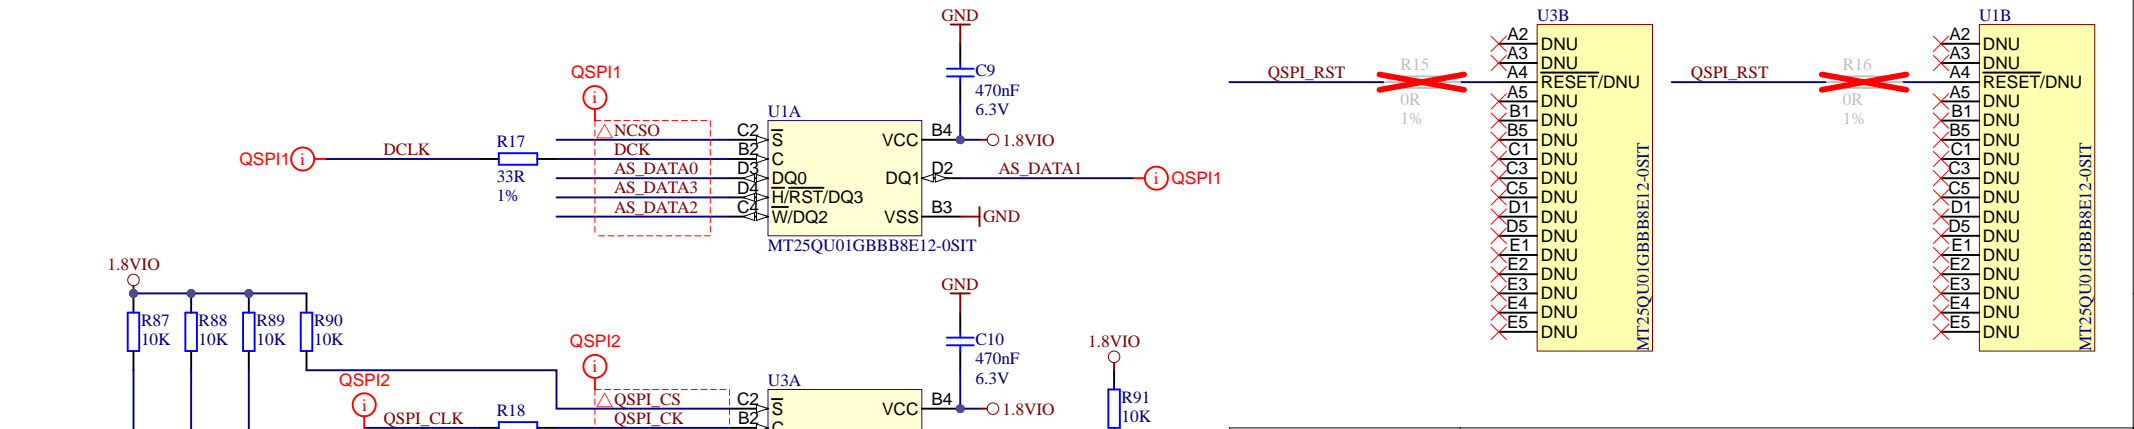 GND
C9
470nF
6.3V
QSPI1
i
U1A
NCSO
C2
S
VCC
B4
1.8VIO
QSPI1
i
DCLK
R17
33R
1%
DCK
B2
C
AS_DATA0
D3
DQ0
DQ1
D2
AS_DATA1
i
QSPI1
AS_DATA3
D4
H/RST/DQ3
AS_DATA2
C4
W/DQ2
VSS
B3
GND
MT25QU01GBBB8E12-0SIT
1.8VIO
R87
10K
R88
10K
R89
10K
R90
10K
GND
C10
470nF
6.3V
QSPI2
i
U3A
QSPI_CS
C2
S
VCC
B4
1.8VIO
QSPI2
i
QSPI_CLK
R18
QSPI_CK
B2
C
1.8VIO
R91
10K
U3B
A2
DNU
A3
DNU
QSPI_RST
R15
0R
1%
A4
RESET/DNU
A5
DNU
B1
DNU
B5
DNU
C1
DNU
C3
DNU
C5
DNU
D1
DNU
D5
DNU
E1
DNU
E2
DNU
E3
DNU
E4
DNU
E5
DNU
MT25QU01GBBB8E12-0SIT
U1B
A2
DNU
A3
DNU
QSPI_RST
R16
0R
1%
A4
RESET/DNU
A5
DNU
B1
DNU
B5
DNU
C1
DNU
C3
DNU
C5
DNU
D1
DNU
D5
DNU
E1
DNU
E2
DNU
E3
DNU
E4
DNU
E5
DNU
MT25QU01GBBB8E12-0SIT